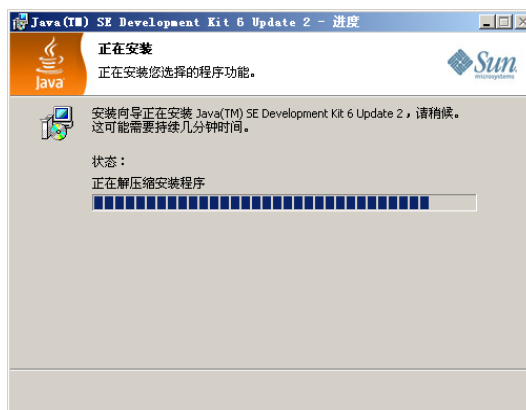 Java(TM) SE Development Kit 6 Update 2 - 进度
正在安装
正在安装您选择的程序功能。
Java
Sun
microsystems
安装向导正在安装 Java(TM) SE Development Kit 6 Update 2，请稍候。
这可能需要持续几分钟时间。
状态：
正在解压缩安装程序